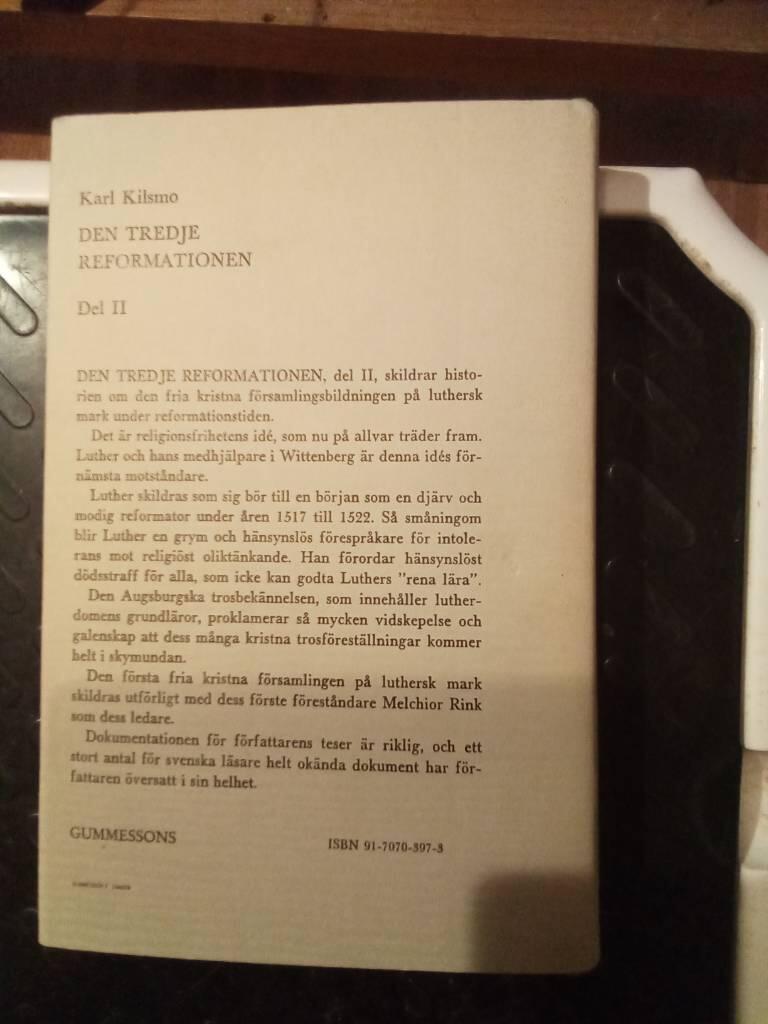 Karl Kilsmo
DEN TREDJE
REFORMATIONEN
Del II
DEN TREDJE REFORMATIONEN, del II, skildrar histo-
rien om den fria kristna församlingsbildningen på luthersk
mark under reformationstiden.
Det är religionsfrihetens idé, som nu på allvar träder fram.
Luther och hans medhjälpare i Wittenberg är denna idés för-
nämsta motståndare.
Luther skildras som sig bör till en början som en djärv och
modig reformator under åren 1517 till 1522. Så småningom
blir Luther en grym och hänsynslös förespråkare för intole-
rans mot religiöst oliktänkande. Han förordar hänsynslöst
dödsstraff för alla, som icke kan godta Luthers ”rena lära”.
Den Augsburgska trosbekännelsen, som innehåller luther-
domens grundläror, proklamerar så mycken vidskepelse och
galenskap att dess många kristna trosföreställningar kommer
helt i skymundan.
Den första fria kristna församlingen på luthersk mark
skildras utförligt med dess förste föreståndare Melchior Rink
som dess ledare.
Dokumentationen för författarens teser är riklig, och ett
stort antal för svenska läsare helt okända dokument har för-
fattaren översatt i sin helhet.
GUMMESSONS
ISBN 91-7070-397-3